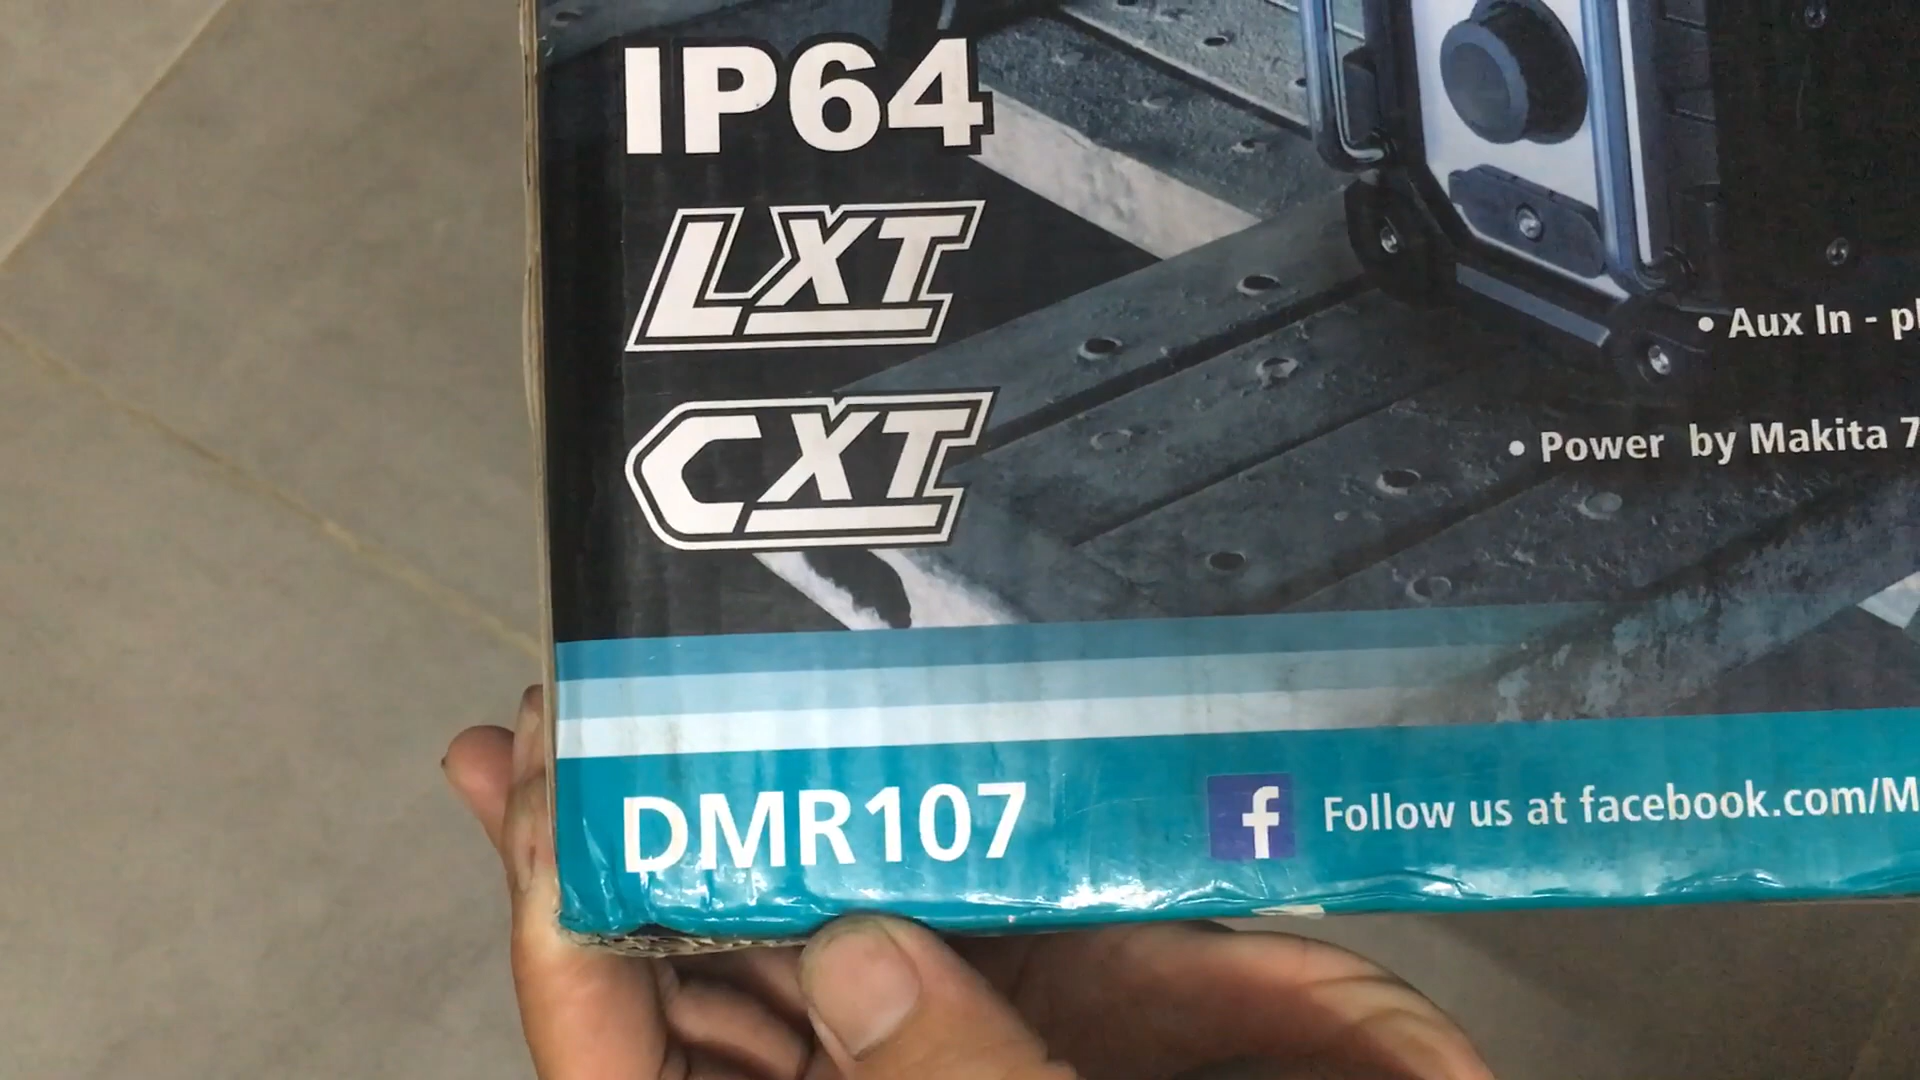 IP64
LXT
CXT
• Aux In -
• Power by Makita 7
DMR107
f Follow us at facebook.com/M